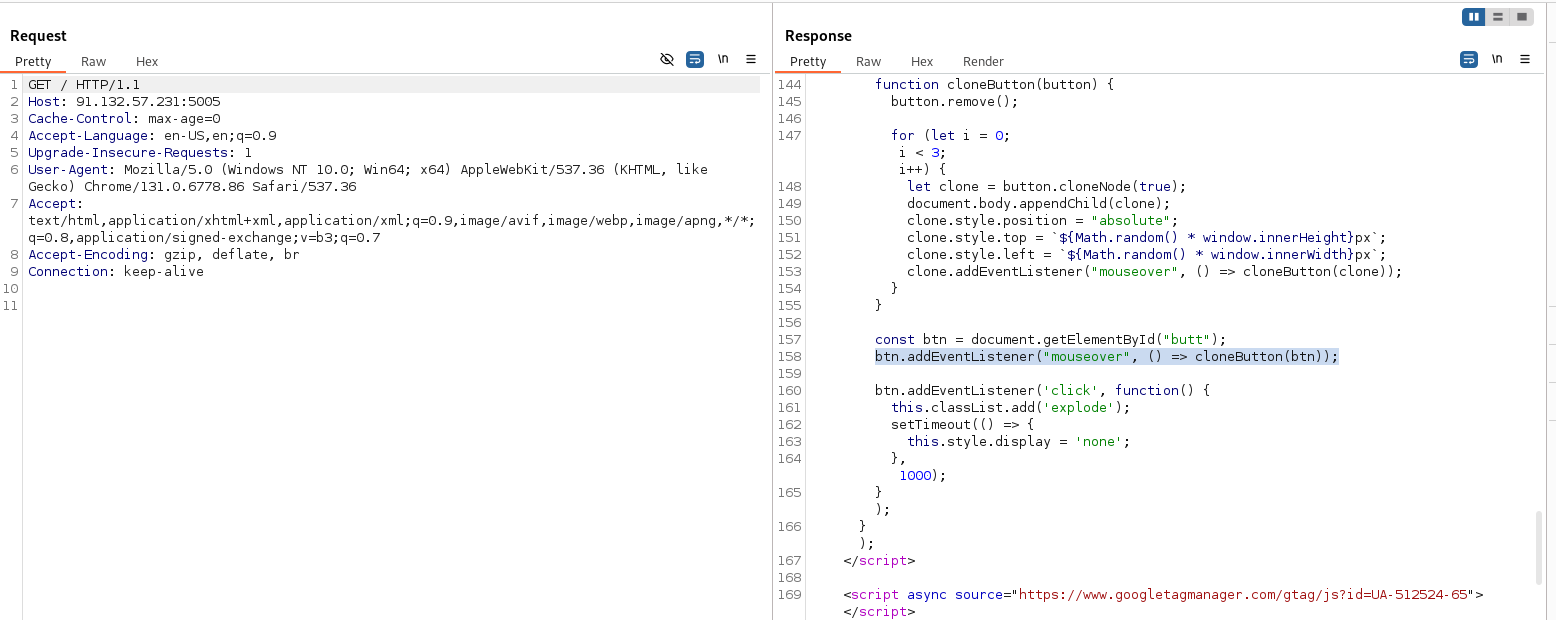 Request
Pretty Raw Hex
\n
1 GET / HTTP/1.1
2 Host: 91.132.57.231:5005
3 Cache-Control: max-age=0
4 Accept-Language: en-US,en;q=0.9
5 Upgrade-Insecure-Requests: 1
6 User-Agent: Mozilla/5.0 (Windows NT 10.0; Win64; x64) AppleWebKit/537.36 (KHTML, like
Gecko) Chrome/131.0.6778.86 Safari/537.36
7 Accept:
text/html,application/xhtml+xml,application/xml;q=0.9,image/avif,image/webp,image/apng,*/*;
q=0.8,application/signed-exchange;v=b3;q=0.7
8 Accept-Encoding: gzip, deflate, br
9 Connection: keep-alive
10
11
Response
Pretty Raw Hex Render
\n
144 function cloneButton(button) {
145 button.remove();
146
147 for (let i = 0;
i < 3;
i++) {
148 let clone = button.cloneNode(true);
149 document.body.appendChild(clone);
150 clone.style.position = "absolute";
151 clone.style.top = `${Math.random() * window.innerHeight}px`;
152 clone.style.left = `${Math.random() * window.innerWidth}px`;
153 clone.addEventListener("mouseover", () => cloneButton(clone));
154 }
155 }
156
157 const btn = document.getElementById("butt");
158 btn.addEventListener("mouseover", () => cloneButton(btn));
159
160 btn.addEventListener('click', function() {
161 this.classList.add('explode');
162 setTimeout(() => {
163 this.style.display = 'none';
164 },
1000);
165 }
);
166 }
);
167 </script>
168
169 <script async source="https://www.googletagmanager.com/gtag/js?id=UA-512524-65">
</script>